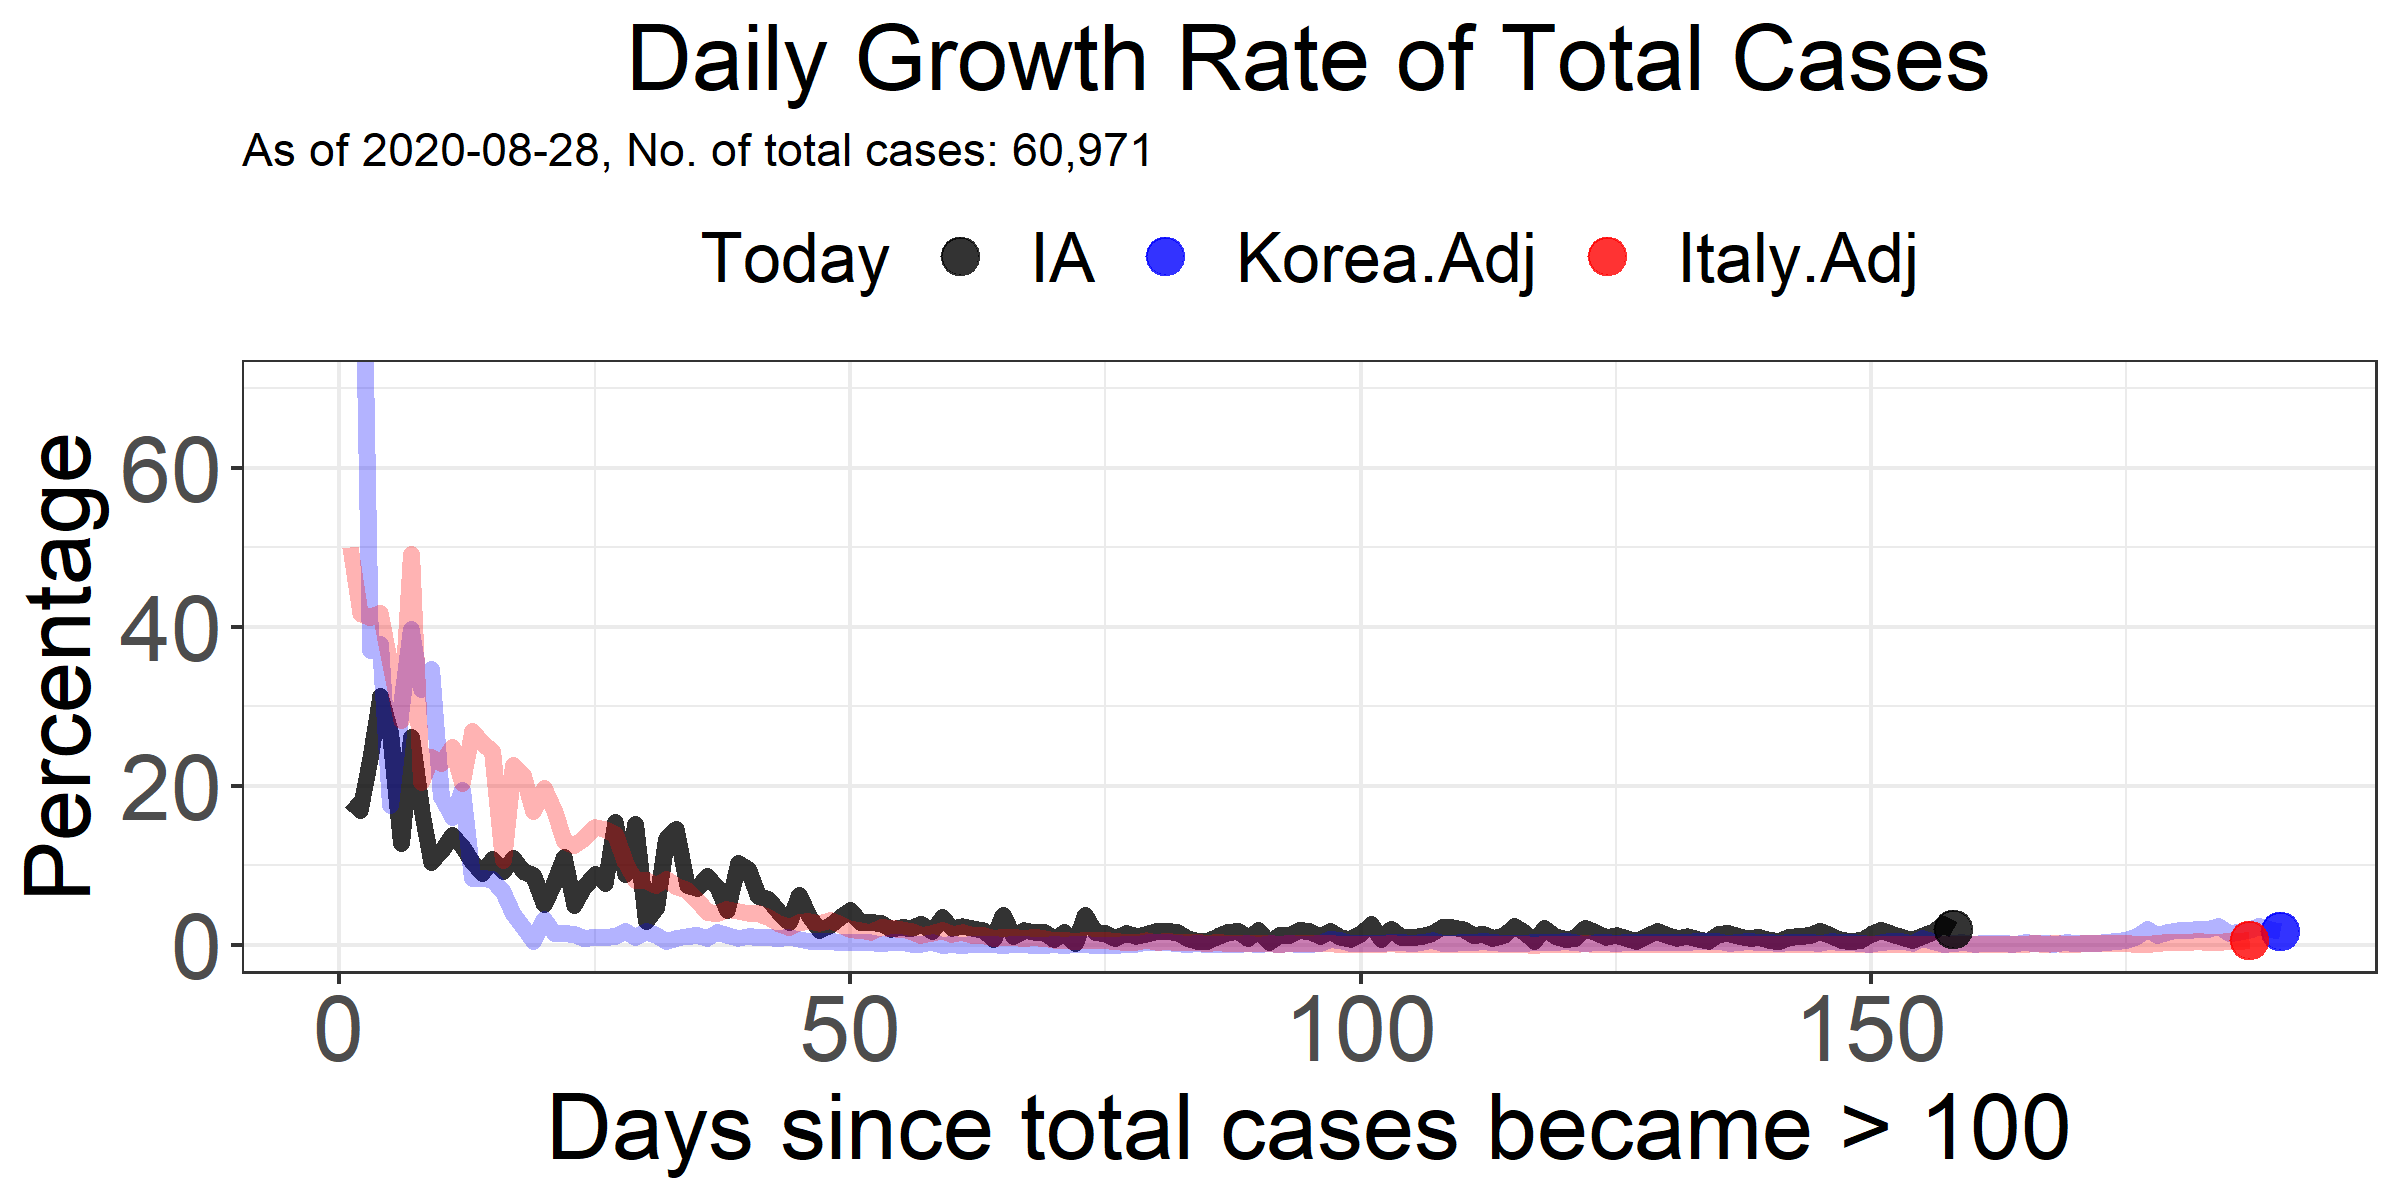 Daily Growth Rate of Total Cases
As of 2020-08-28, No. of total cases: 60,971
Today IA Korea.Adj Italy.Adj
Percentage
60
40
20
0
0 50 100 150
Days since total cases became > 100